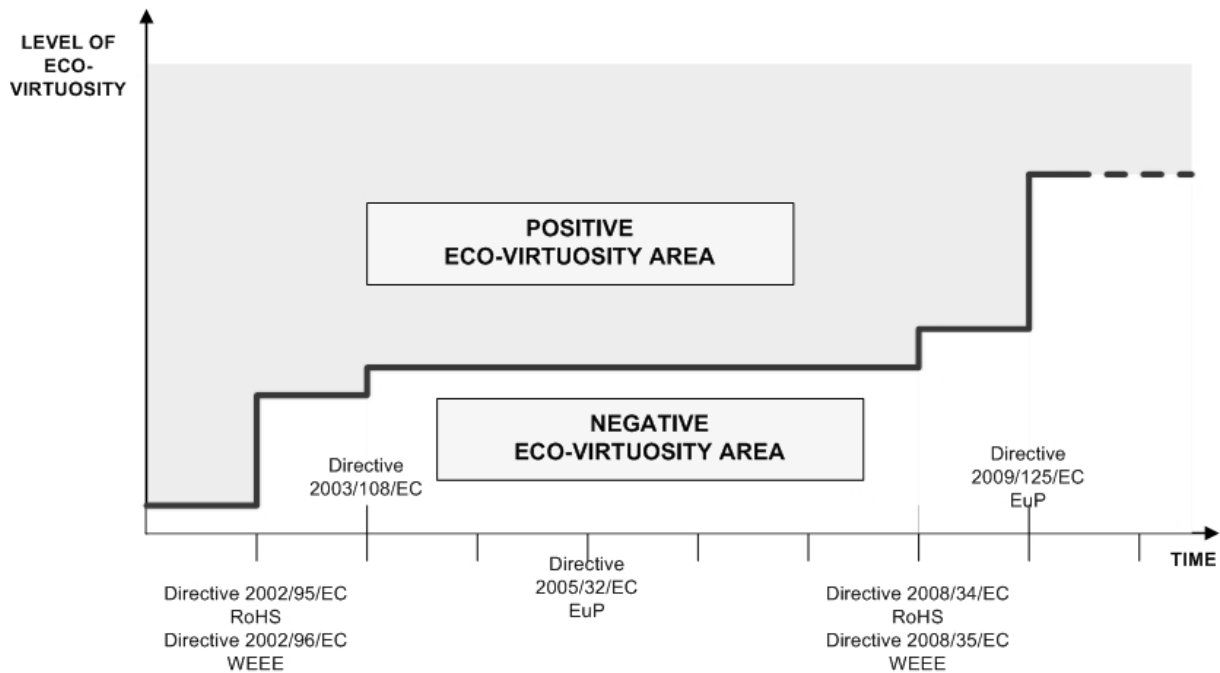 LEVEL OF
ECO-
VIRTUOSITY
POSITIVE
ECO-VIRTUOSITY AREA
NEGATIVE
ECO-VIRTUOSITY AREA
Directive
2003/108/EC
Directive
2009/125/EC
EuP
TIME
Directive 2002/95/EC
RoHS
Directive 2002/96/EC
WEEE
Directive
2005/32/EC
EuP
Directive 2008/34/EC
RoHS
Directive 2008/35/EC
WEEE